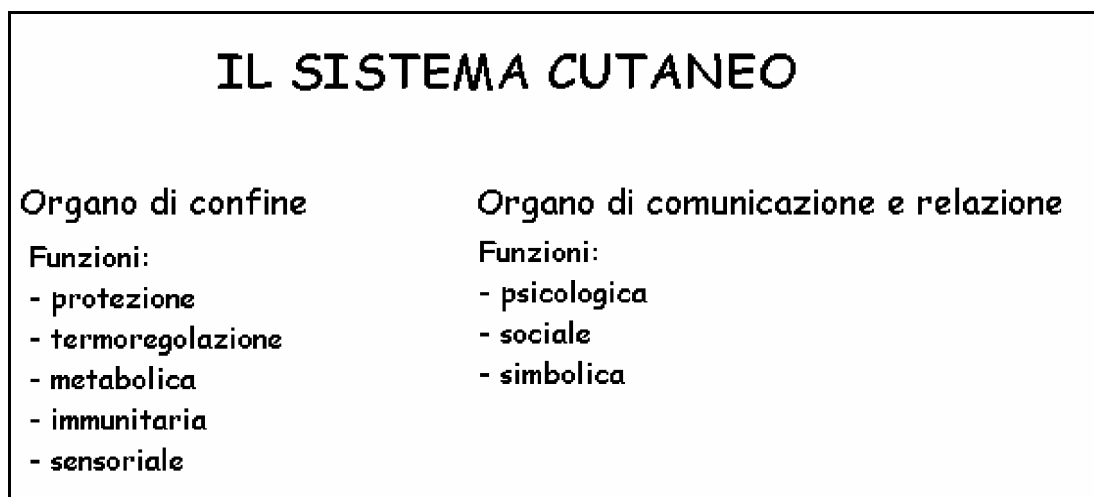 IL SISTEMA CUTANEO
Organo di confine
Funzioni:
- protezione
- termoregolazione
- metabolica
- immunitaria
- sensoriale
Organo di comunicazione e relazione
Funzioni:
- psicologica
- sociale
- simbolica